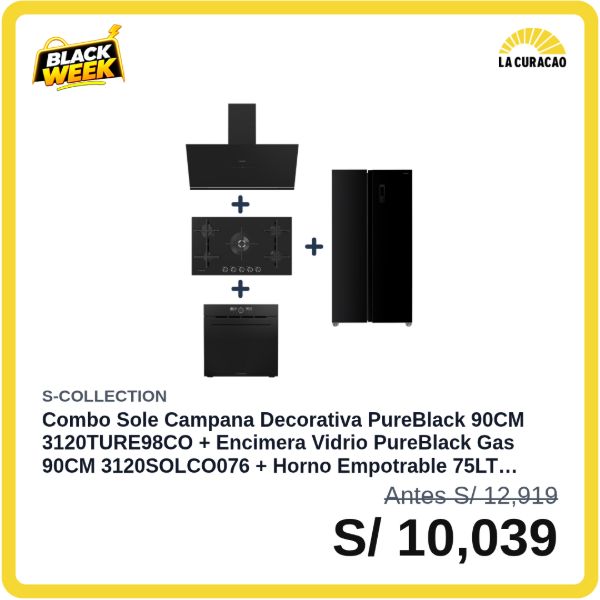 BLACK
WEEK
LA CURACAO
S-COLLECTION
Combo Sole Campana Decorativa PureBlack 90CM
3120TURE98CO + Encimera Vidrio PureBlack Gas
90CM 3120SOLCO076 + Horno Empotrable 75LT…
Antes S/ 12,919
S/ 10,039